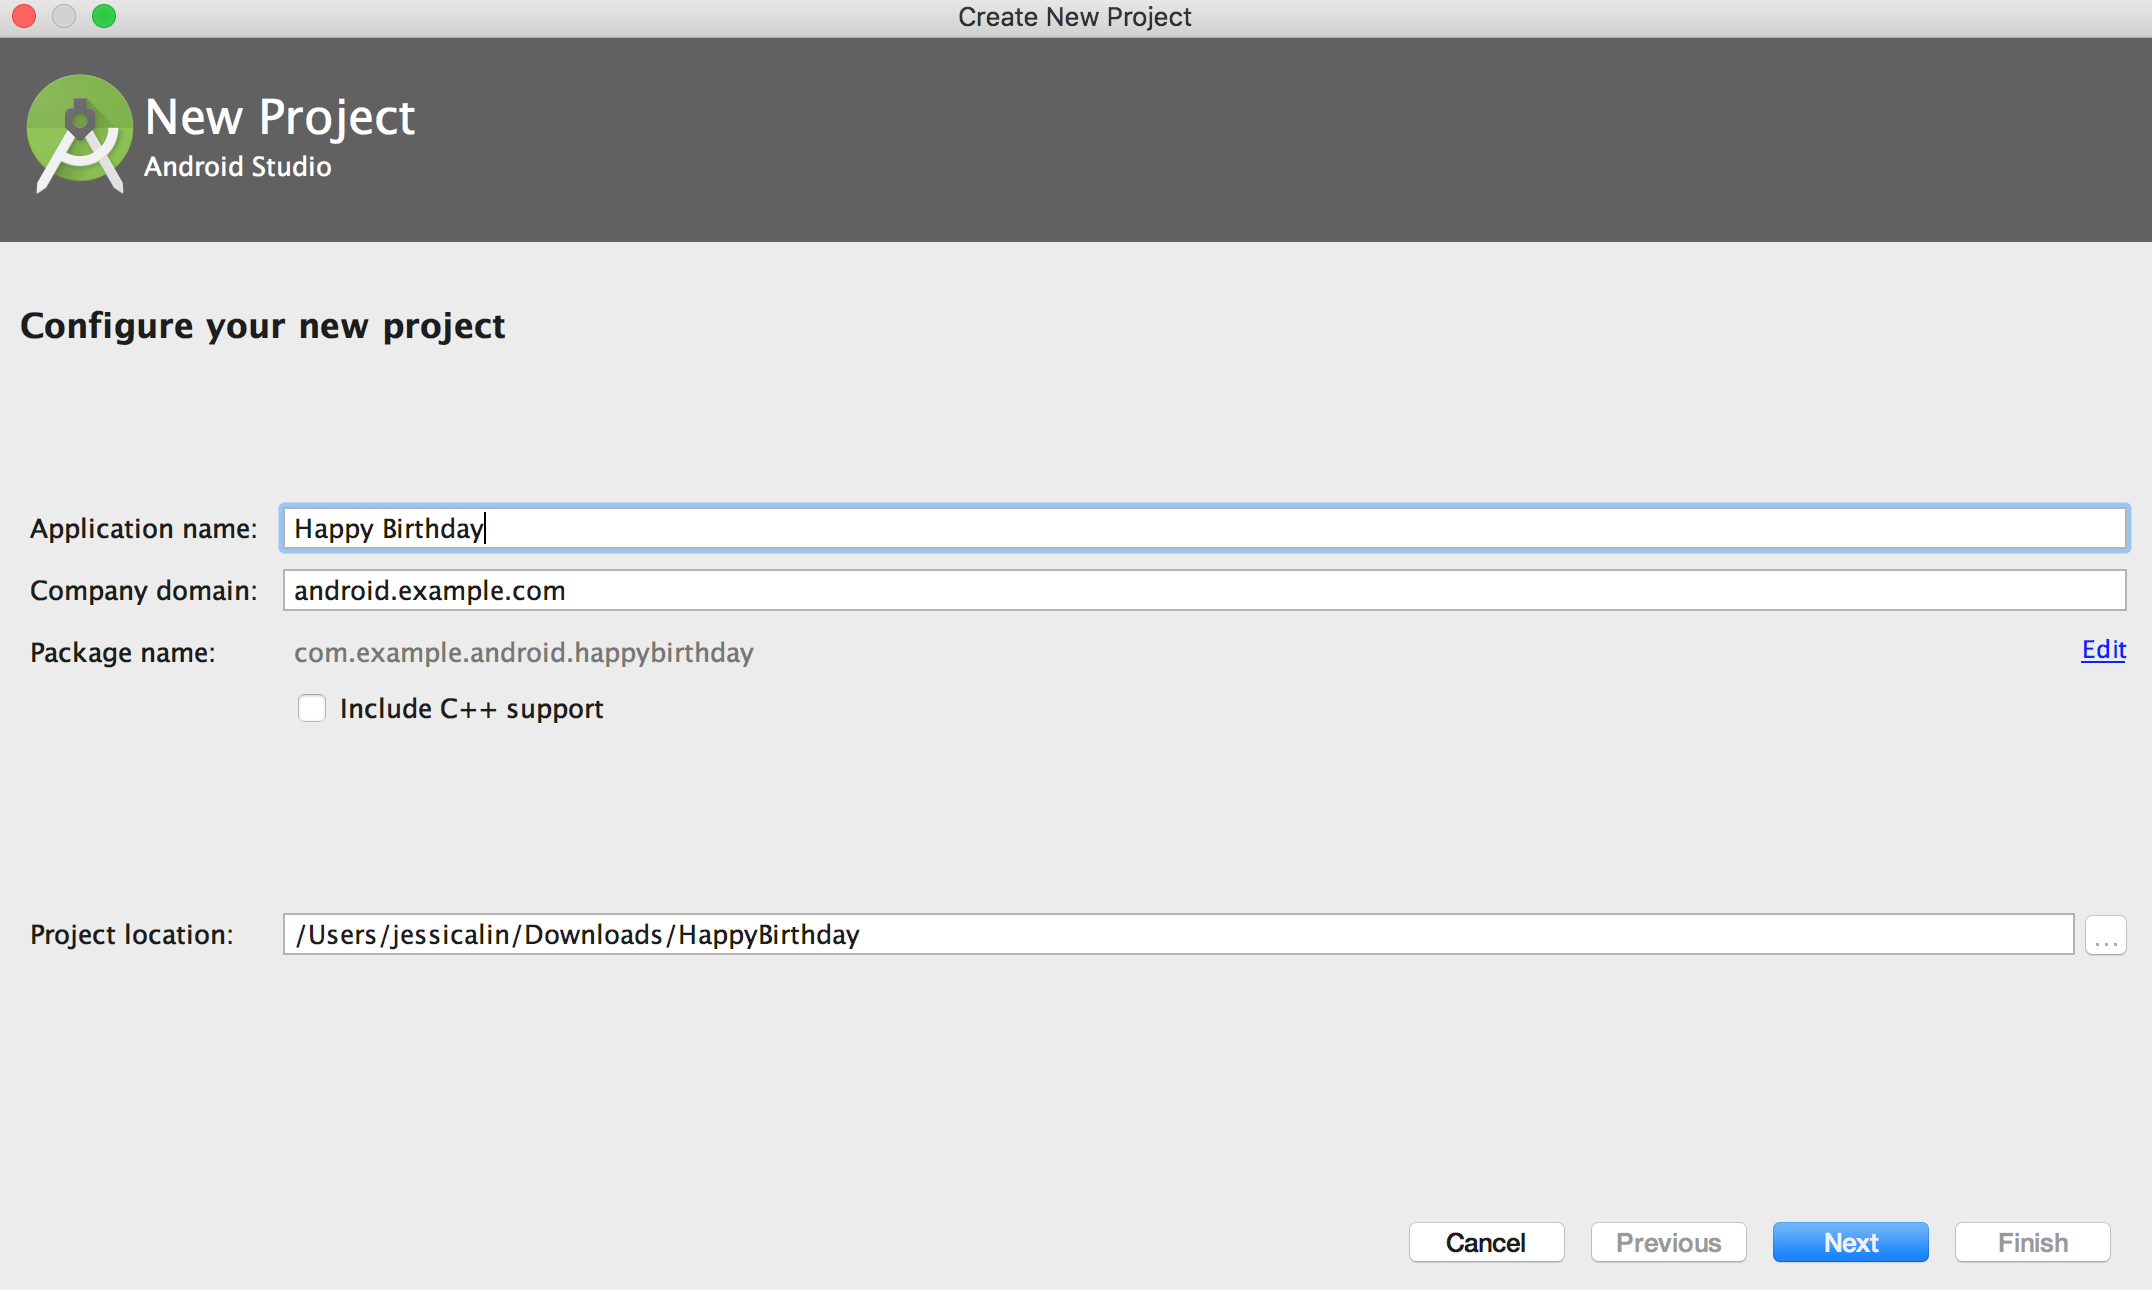 Create New Project
New Project
Android Studio
Configure your new project
Application name: Happy Birthday
Company domain: android.example.com
Package name: com.example.android.happybirthday Edit
Include C++ support
Project location: /Users/jessicalin/Downloads/HappyBirthday ...
Cancel Previous Next Finish